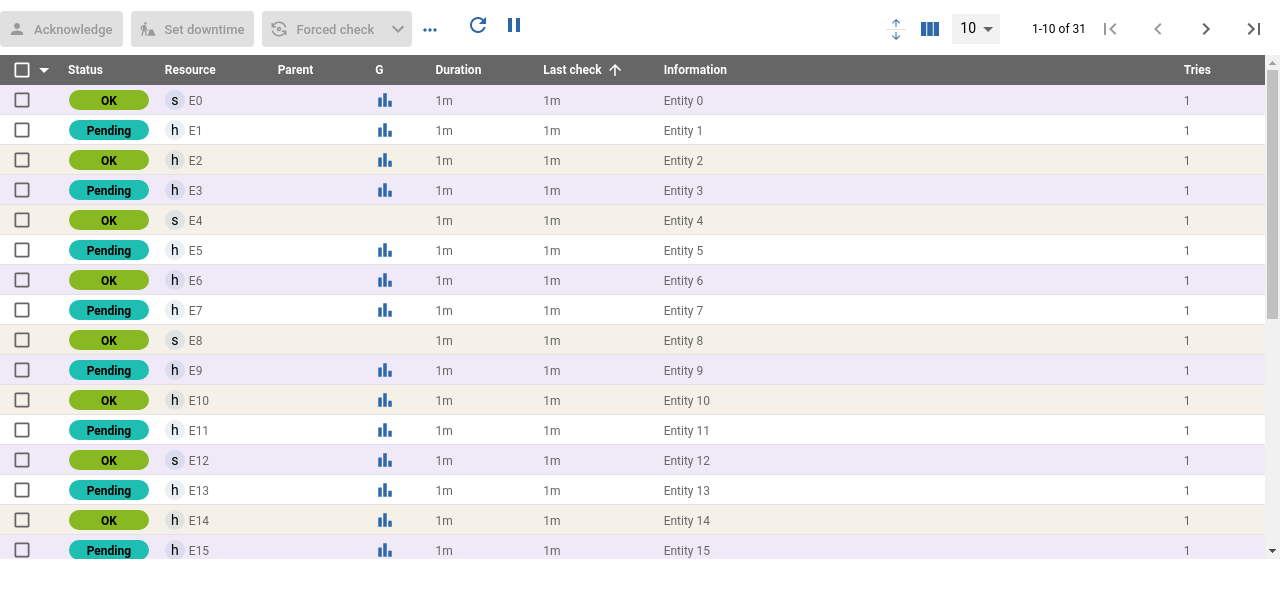 Acknowledge Set downtime Forced check 10 1-10 of 31
Status Resource Parent G Duration Last check Information Tries
OK s E0 1m 1m Entity 0 1
Pending h E1 1m 1m Entity 1 1
OK h E2 1m 1m Entity 2 1
Pending h E3 1m 1m Entity 3 1
OK s E4 1m 1m Entity 4 1
Pending h E5 1m 1m Entity 5 1
OK h E6 1m 1m Entity 6 1
Pending h E7 1m 1m Entity 7 1
OK s E8 1m 1m Entity 8 1
Pending h E9 1m 1m Entity 9 1
OK h E10 1m 1m Entity 10 1
Pending h E11 1m 1m Entity 11 1
OK s E12 1m 1m Entity 12 1
Pending h E13 1m 1m Entity 13 1
OK h E14 1m 1m Entity 14 1
Pending h E15 1m 1m Entity 15 1